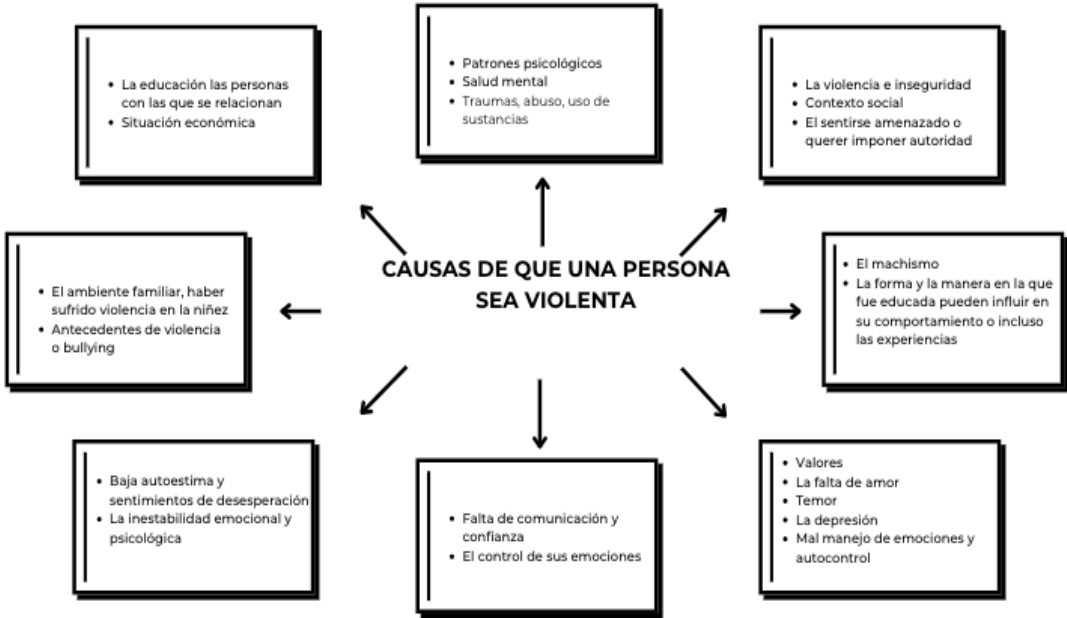 • La educación las personas
con las que se relacionan
• Situación económica
• Patrones psicológicos
• Salud mental
• Traumas, abuso, uso de
sustancias
• La violencia e inseguridad
• Contexto social
• El sentirse amenazado o
querer imponer autoridad
CAUSAS DE QUE UNA PERSONA
SEA VIOLENTA
• El ambiente familiar, haber
sufrido violencia en la niñez
• Antecedentes de violencia
o bullying
• El machismo
• La forma y la manera en la que
fue educada pueden influir en
su comportamiento o incluso
las experiencias
• Baja autoestima y
sentimientos de desesperación
• La inestabilidad emocional y
psicológica
• Falta de comunicación y
confianza
• El control de sus emociones
• Valores
• La falta de amor
• Temor
• La depresión
• Mal manejo de emociones y
autocontrol